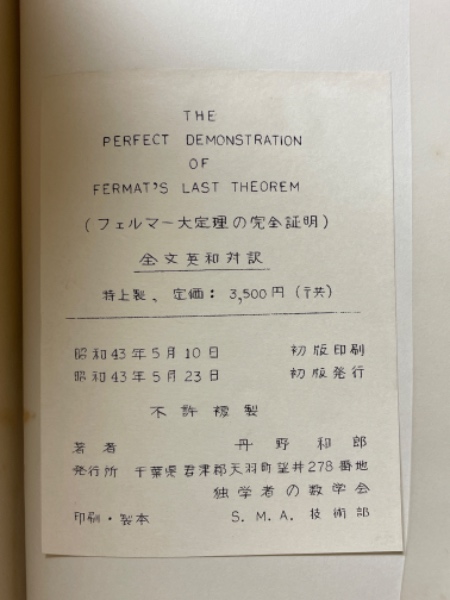 THE
PERFECT DEMONSTRATION
OF
FERMAT'S LAST THEOREM
(フェルマー大定理の完全証明)
全文英和対訳
特上製、定価: 3,500円 (〒共)
昭和43年5月10日 初版印刷
昭和43年5月23日 初版発行
不許複製
著者 丹野和郎
発行所 千葉県君津郡天羽町望井278番地
独学者の数学会
印刷・製本 S.M.A. 技術部